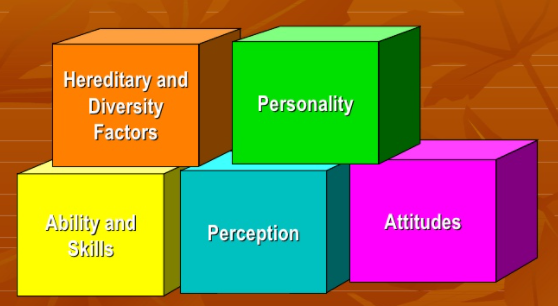 Hereditary and
Diversity
Factors
Personality
Ability and
Skills
Perception
Attitudes